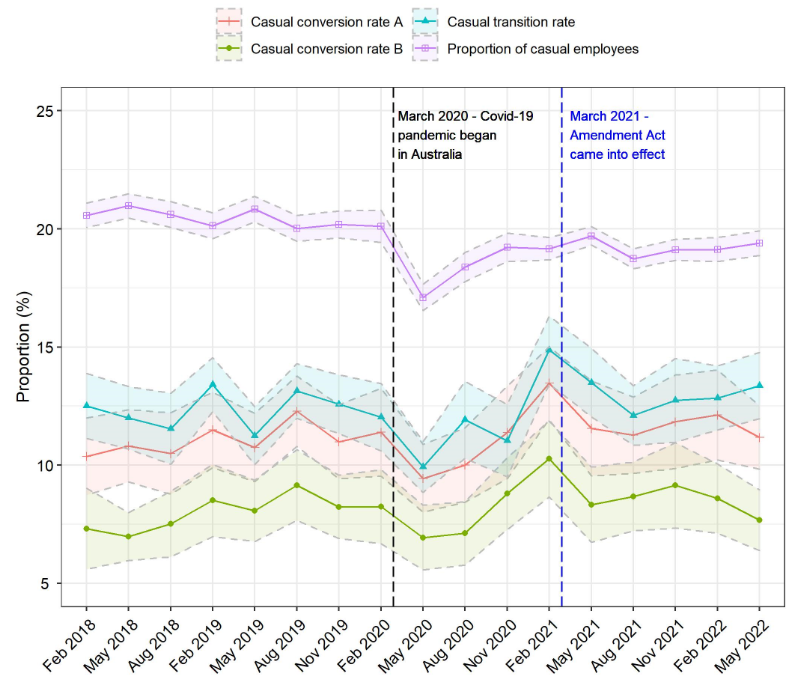 Casual conversion rate A
Casual transition rate
Casual conversion rate B
Proportion of casual employees
25
20
15
10
5
Proportion (%)
March 2020 - Covid-19
pandemic began
in Australia
March 2021 -
Amendment Act
came into effect
Feb 2018
May 2018
Aug 2018
Feb 2019
May 2019
Aug 2019
Nov 2019
Feb 2020
May 2020
Aug 2020
Nov 2020
Feb 2021
May 2021
Aug 2021
Nov 2021
Feb 2022
May 2022